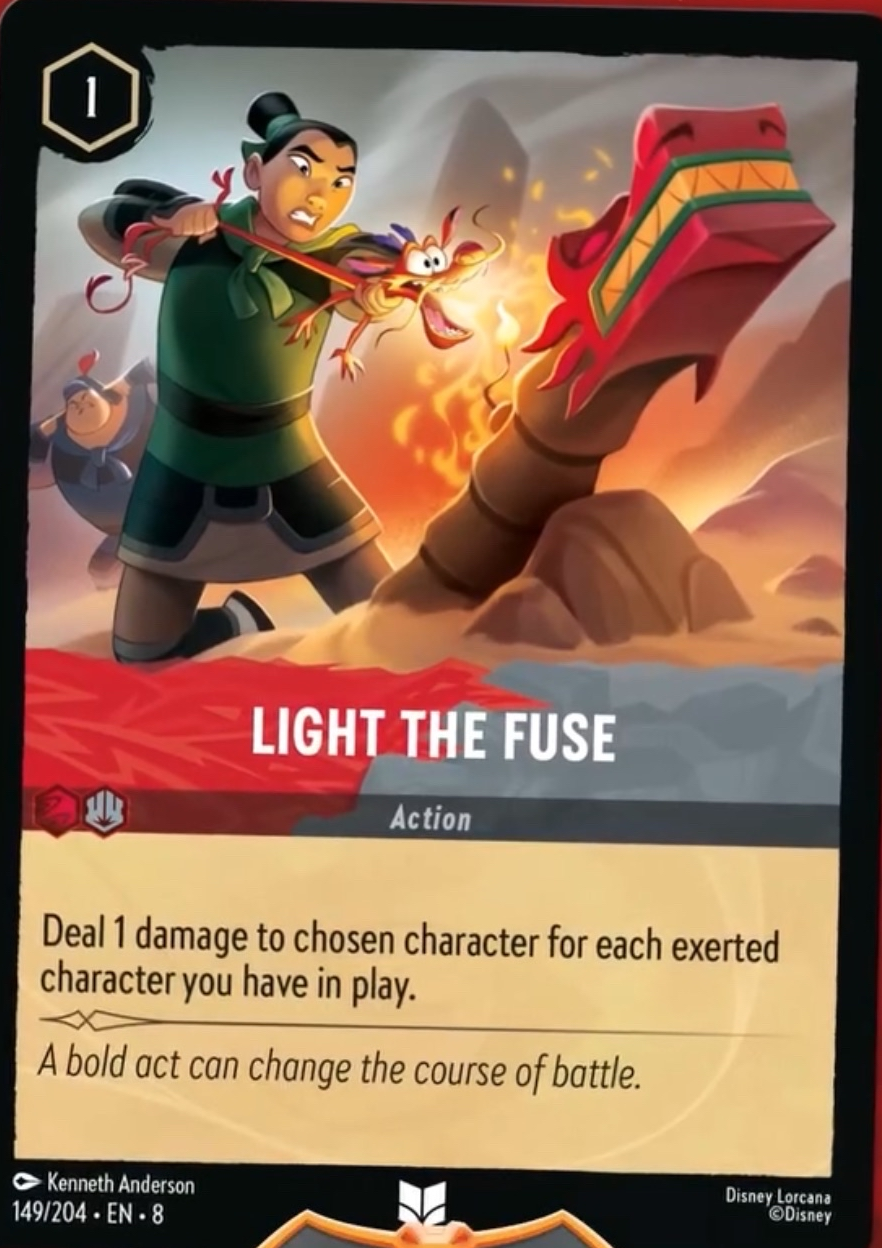 1
LIGHT THE FUSE
Action
Deal 1 damage to chosen character for each exerted
character you have in play.
A bold act can change the course of battle.
Kenneth Anderson
149/204 • EN • 8
Disney Lorcana
©Disney